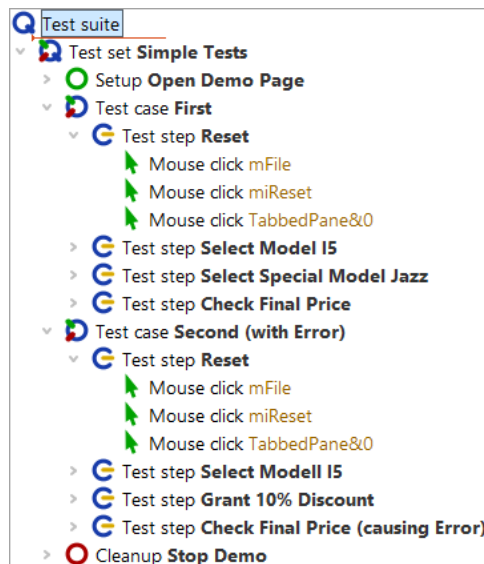 Test suite
Test set Simple Tests
Setup Open Demo Page
Test case First
Test step Reset
Mouse click mFile
Mouse click miReset
Mouse click TabbedPane&0
Test step Select Model I5
Test step Select Special Model Jazz
Test step Check Final Price
Test case Second (with Error)
Test step Reset
Mouse click mFile
Mouse click miReset
Mouse click TabbedPane&0
Test step Select Modell I5
Test step Grant 10% Discount
Test step Check Final Price (causing Error)
Cleanup Stop Demo